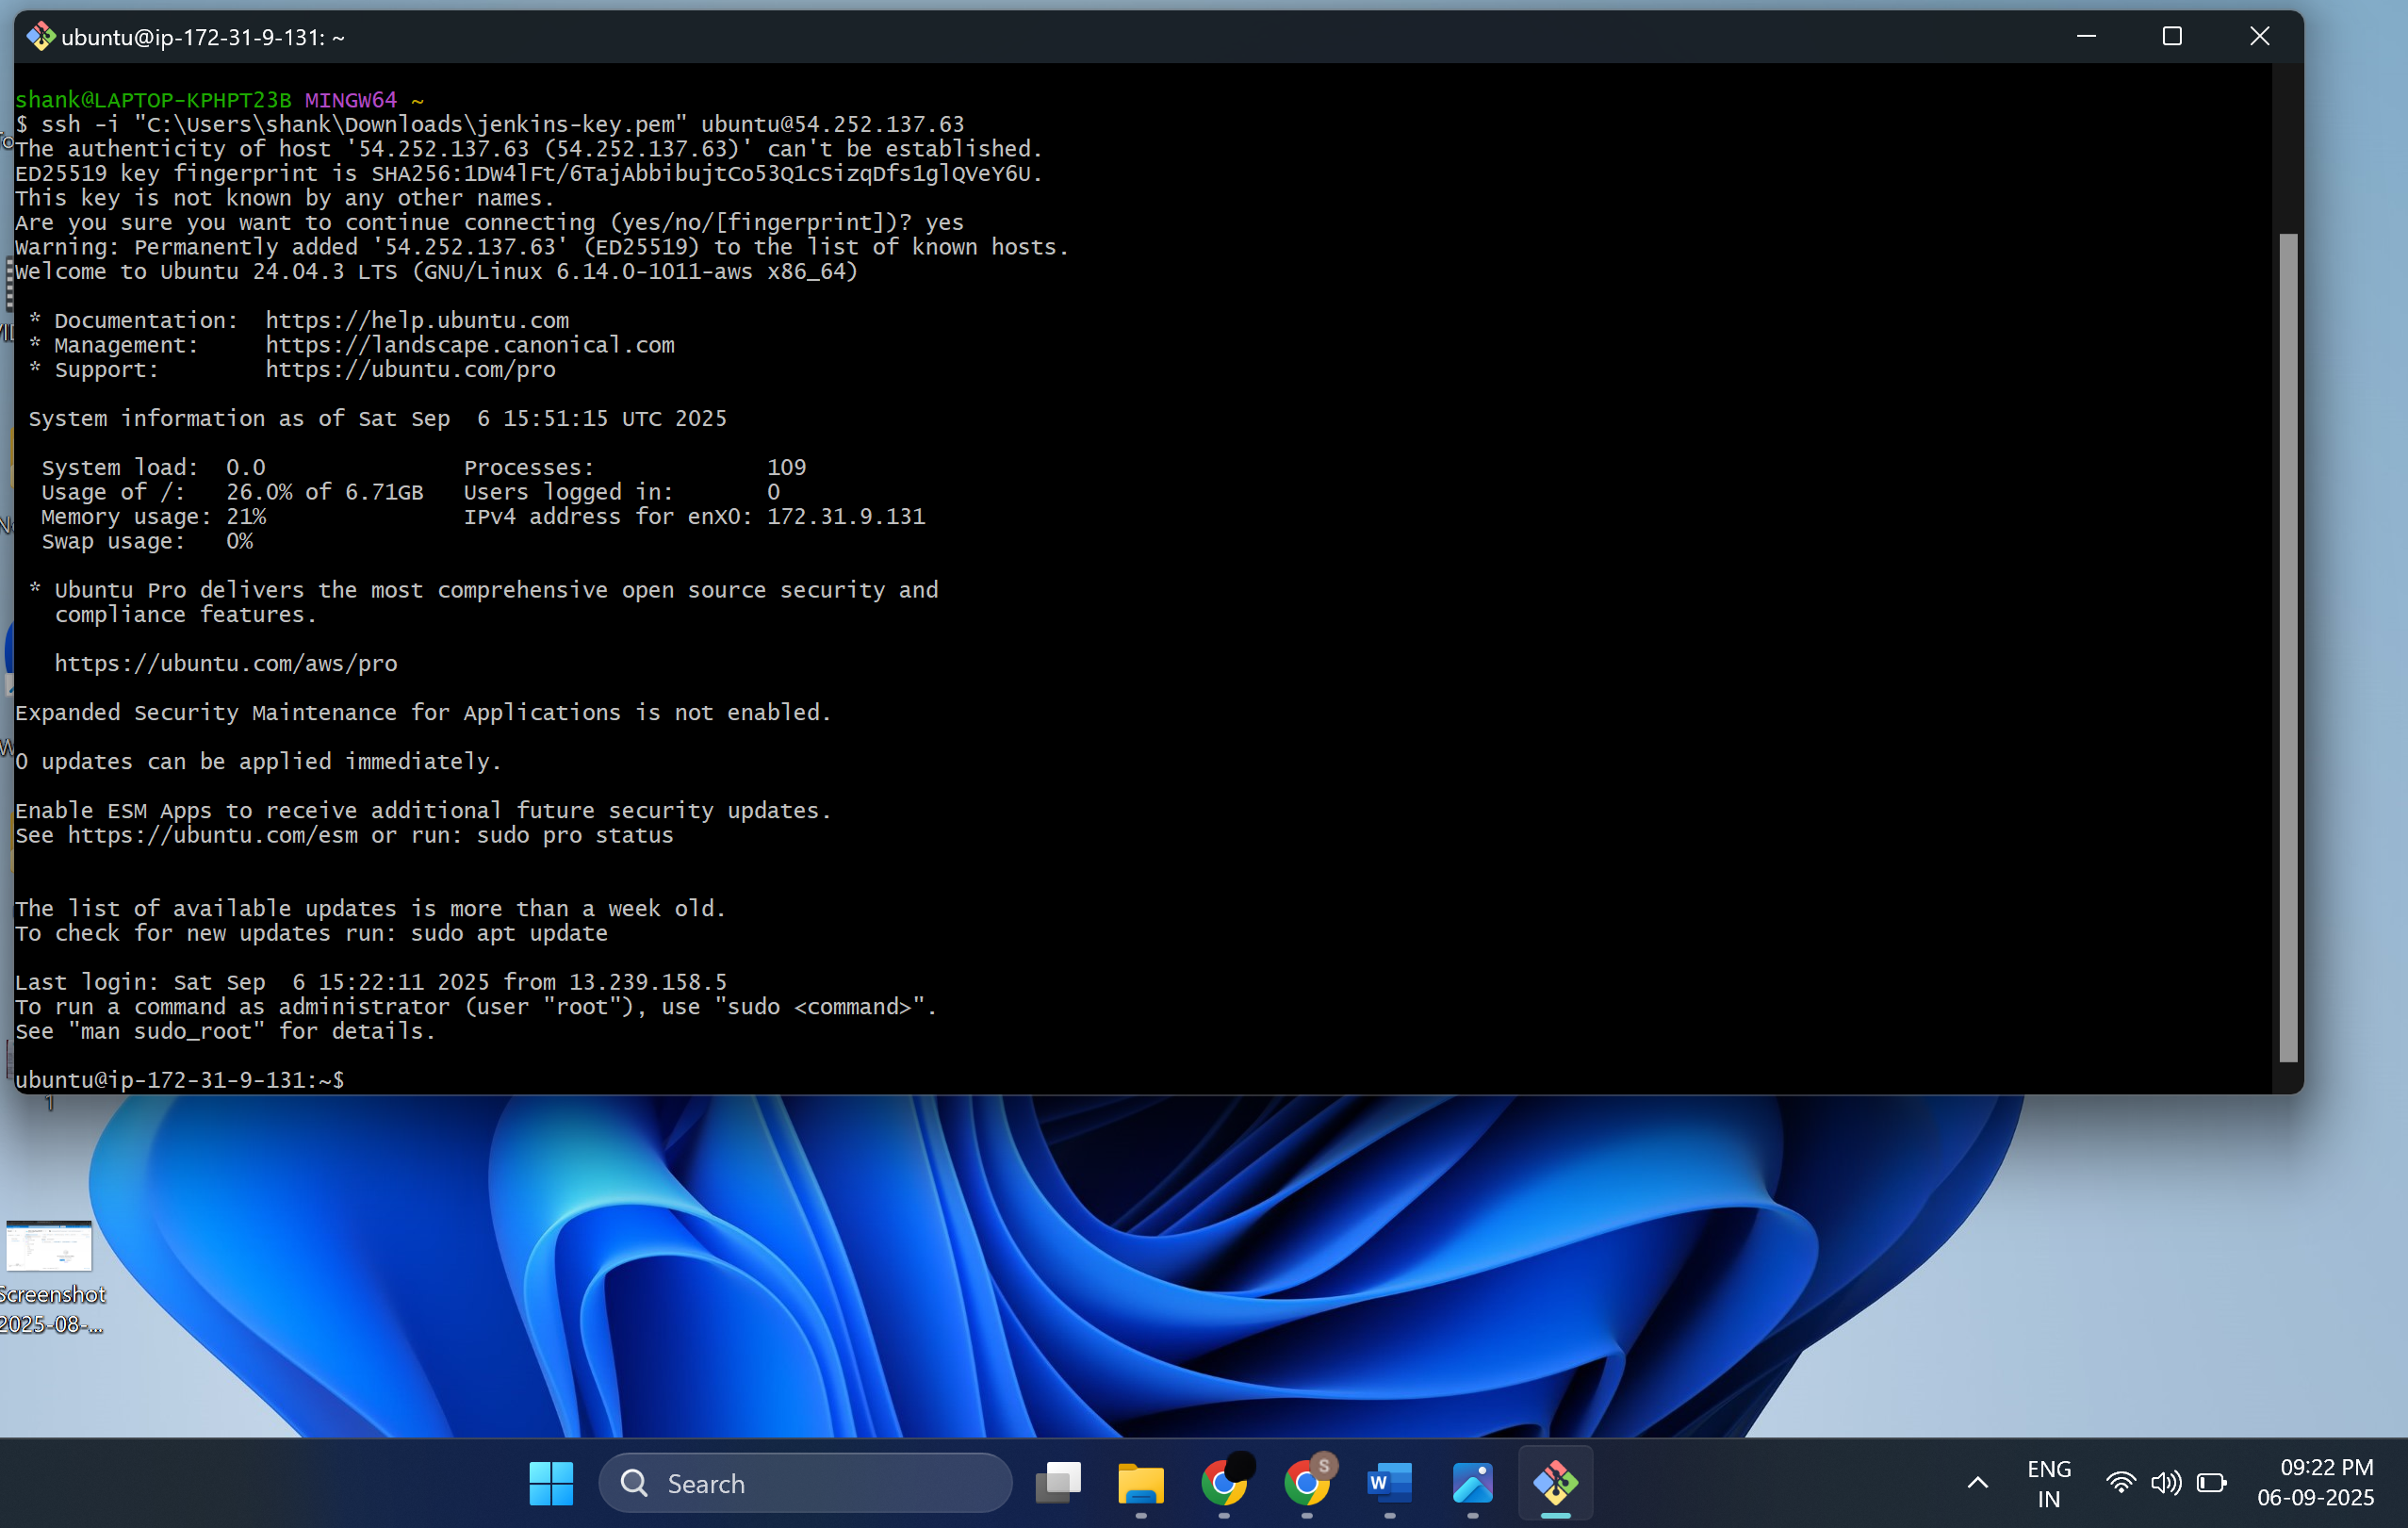 ubuntu@ip-172-31-9-131: ~
shank@LAPTOP-KPHPT23B MINGW64 ~
$ ssh -i "C:\Users\shank\Downloads\jenkins-key.pem" ubuntu@54.252.137.63
The authenticity of host '54.252.137.63 (54.252.137.63)' can't be established.
ED25519 key fingerprint is SHA256:1DW4lFt/6TajAbbibujtCo53Q1cSizqDfs1glQVeY6U.
This key is not known by any other names.
Are you sure you want to continue connecting (yes/no/[fingerprint])? yes
Warning: Permanently added '54.252.137.63' (ED25519) to the list of known hosts.
Welcome to Ubuntu 24.04.3 LTS (GNU/Linux 6.14.0-1011-aws x86_64)
* Documentation:  https://help.ubuntu.com
* Management:     https://landscape.canonical.com
* Support:        https://ubuntu.com/pro
System information as of Sat Sep  6 15:51:15 UTC 2025
System load:  0.0               Processes:             109
Usage of /:   26.0% of 6.71GB   Users logged in:       0
Memory usage: 21%               IPv4 address for enX0: 172.31.9.131
Swap usage:   0%
* Ubuntu Pro delivers the most comprehensive open source security and
compliance features.
https://ubuntu.com/aws/pro
Expanded Security Maintenance for Applications is not enabled.
0 updates can be applied immediately.
Enable ESM Apps to receive additional future security updates.
See https://ubuntu.com/esm or run: sudo pro status
The list of available updates is more than a week old.
To check for new updates run: sudo apt update
Last login: Sat Sep  6 15:22:11 2025 from 13.239.158.5
To run a command as administrator (user "root"), use "sudo <command>".
See "man sudo_root" for details.
ubuntu@ip-172-31-9-131:~$
1
Screenshot
2025-08-...
Search
S
W
ENG
IN
09:22 PM
06-09-2025